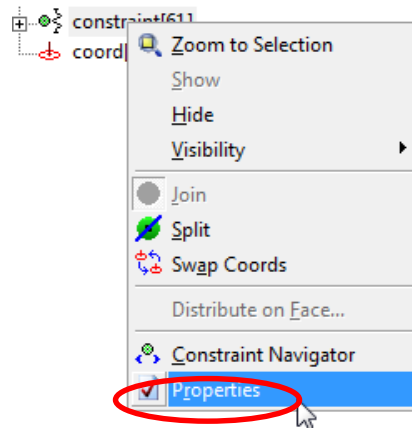 constraint[61]
coord[
Zoom to Selection
Show
Hide
Visibility
Join
Split
Swap Coords
Distribute on Face...
Constraint Navigator
Properties